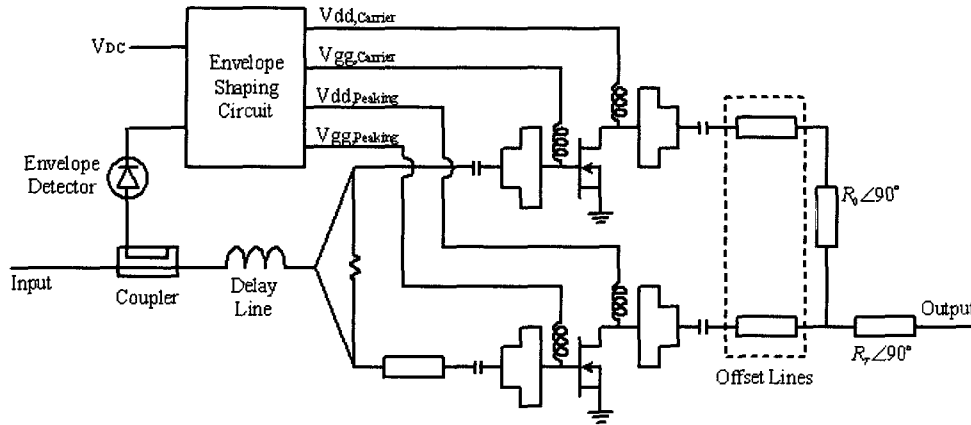 Vdd,Carrier
VDC
Vgg,Carrier
Envelope
Shaping
Circuit
Vdd,Peaking
Vgg,Peaking
Envelope
Detector
R₀∠90°
Input
Coupler
Delay
Line
Output
Offset Lines
R_T∠90°